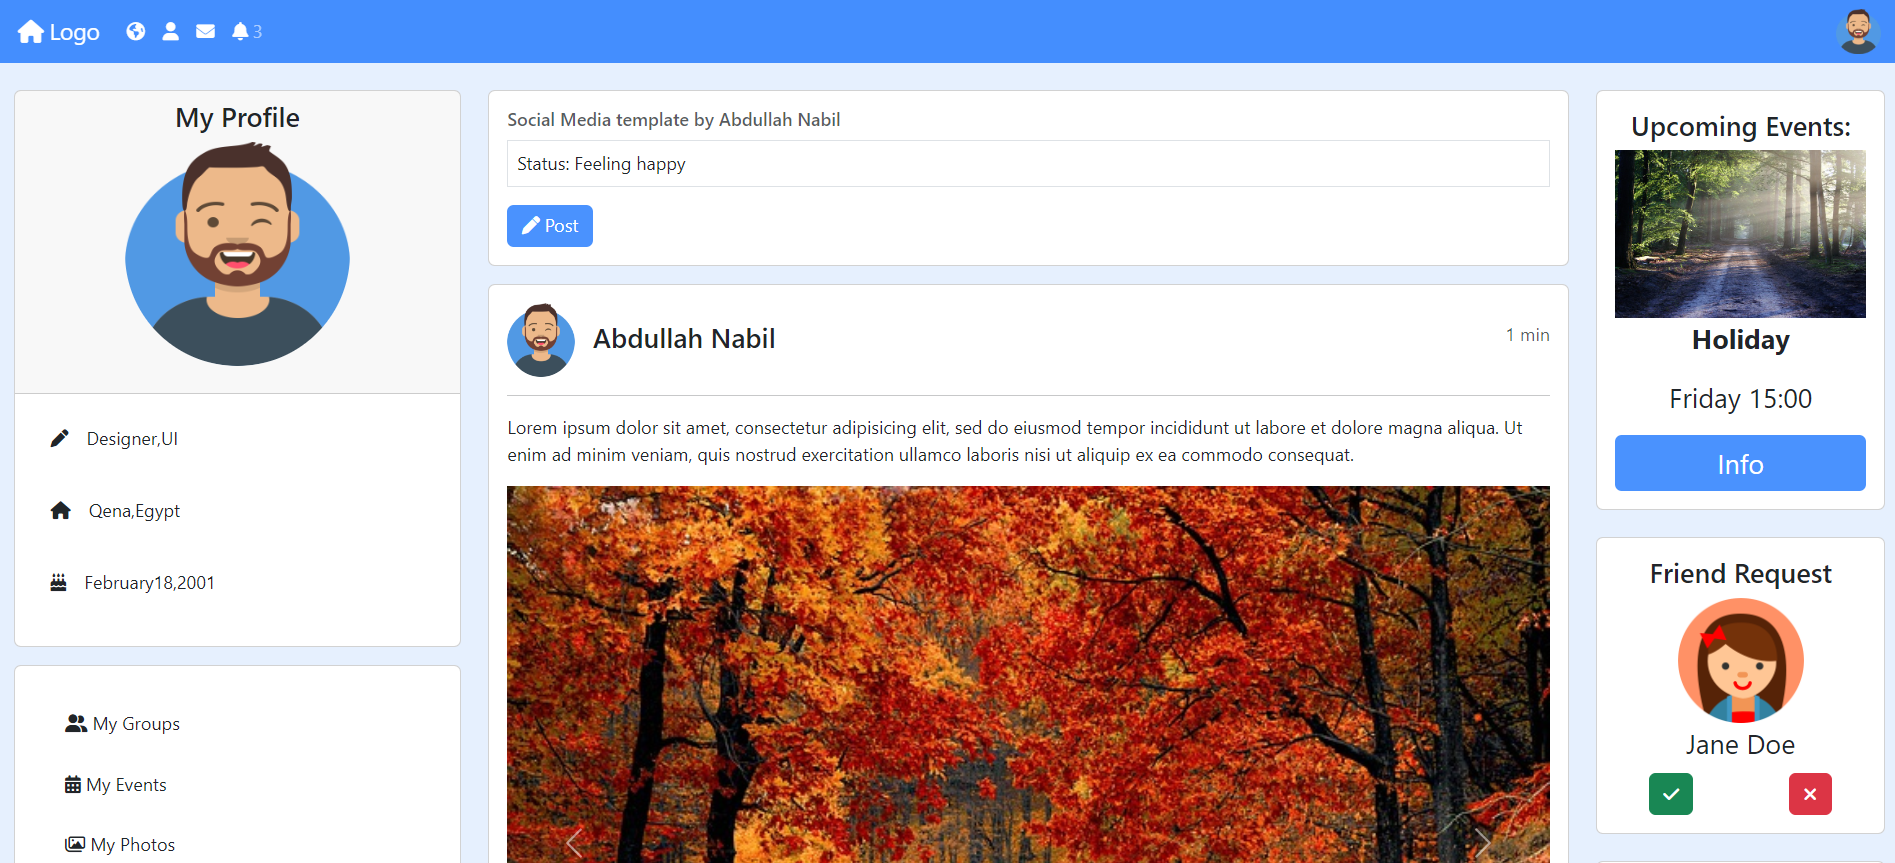 Logo
3
My Profile
Designer,UI
Qena,Egypt
February18,2001
My Groups
My Events
My Photos
Social Media template by Abdullah Nabil
Status: Feeling happy
Post
Abdullah Nabil
1 min
Lorem ipsum dolor sit amet, consectetur adipisicing elit, sed do eiusmod tempor incididunt ut labore et dolore magna aliqua. Ut
enim ad minim veniam, quis nostrud exercitation ullamco laboris nisi ut aliquip ex ea commodo consequat.
Upcoming Events:
Holiday
Friday 15:00
Info
Friend Request
Jane Doe